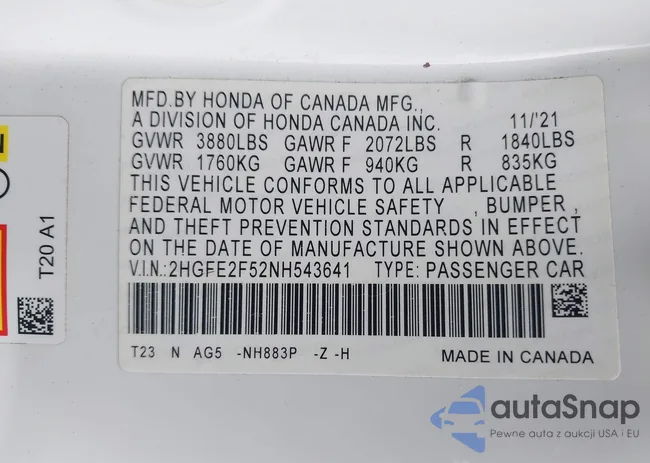 MFD.BY HONDA OF CANADA MFG.,
A DIVISION OF HONDA CANADA INC. 11/'21
GVWR 3880LBS GAWR F 2072LBS R 1840LBS
GVWR 1760KG GAWR F 940KG R 835KG
THIS VEHICLE CONFORMS TO ALL APPLICABLE
FEDERAL MOTOR VEHICLE SAFETY , BUMPER ,
AND THEFT PREVENTION STANDARDS IN EFFECT
ON THE DATE OF MANUFACTURE SHOWN ABOVE.
V.I.N.:2HGFE2F52NH543641 TYPE: PASSENGER CAR
T23 N AG5 -NH883P -Z -H MADE IN CANADA
T20 A1
autaSnap
Pewne auta z aukcji USA i EU